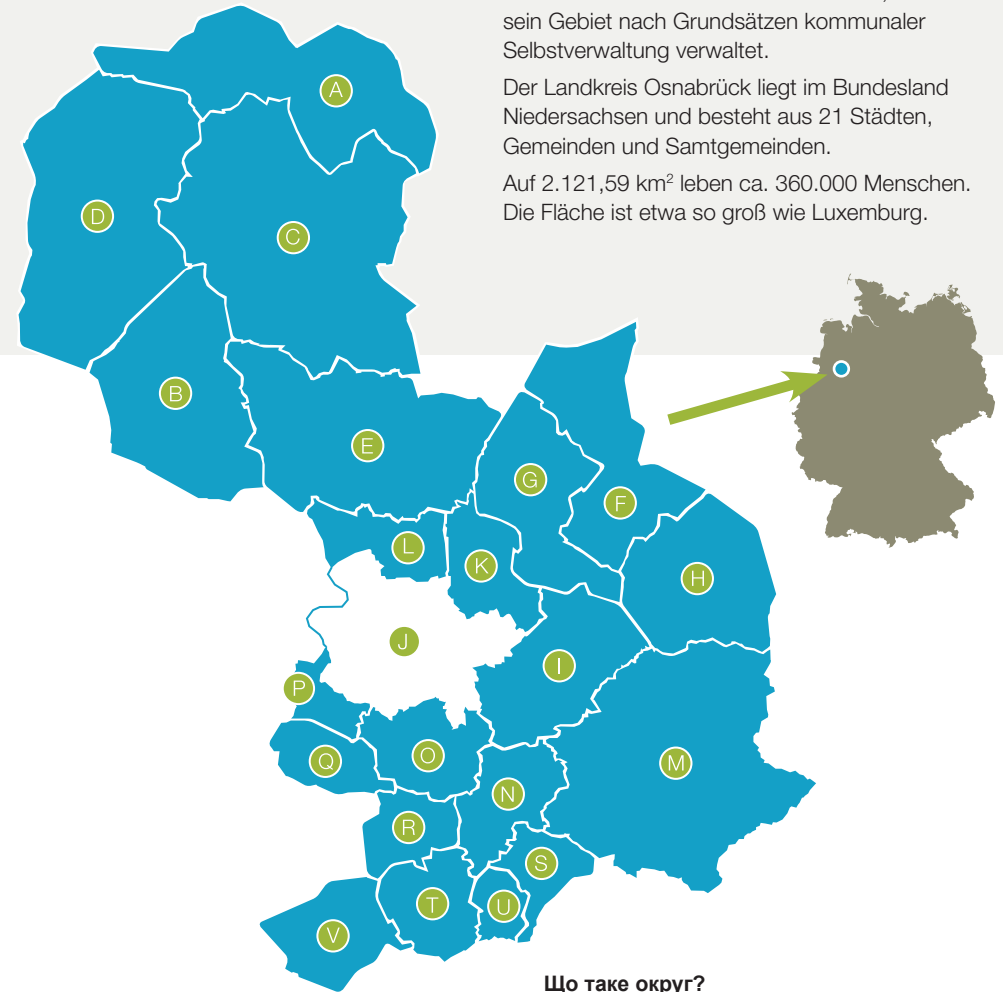 sein Gebiet nach Grundsätzen kommunaler
Selbstverwaltung verwaltet.
Der Landkreis Osnabrück liegt im Bundesland
Niedersachsen und besteht aus 21 Städten,
Gemeinden und Samtgemeinden.
Auf 2.121,59 km² leben ca. 360.000 Menschen.
Die Fläche ist etwa so groß wie Luxemburg.
A
D
C
B
E
G
F
L
K
H
J
I
P
Q
O
M
N
R
S
T
U
V
Що таке округ?